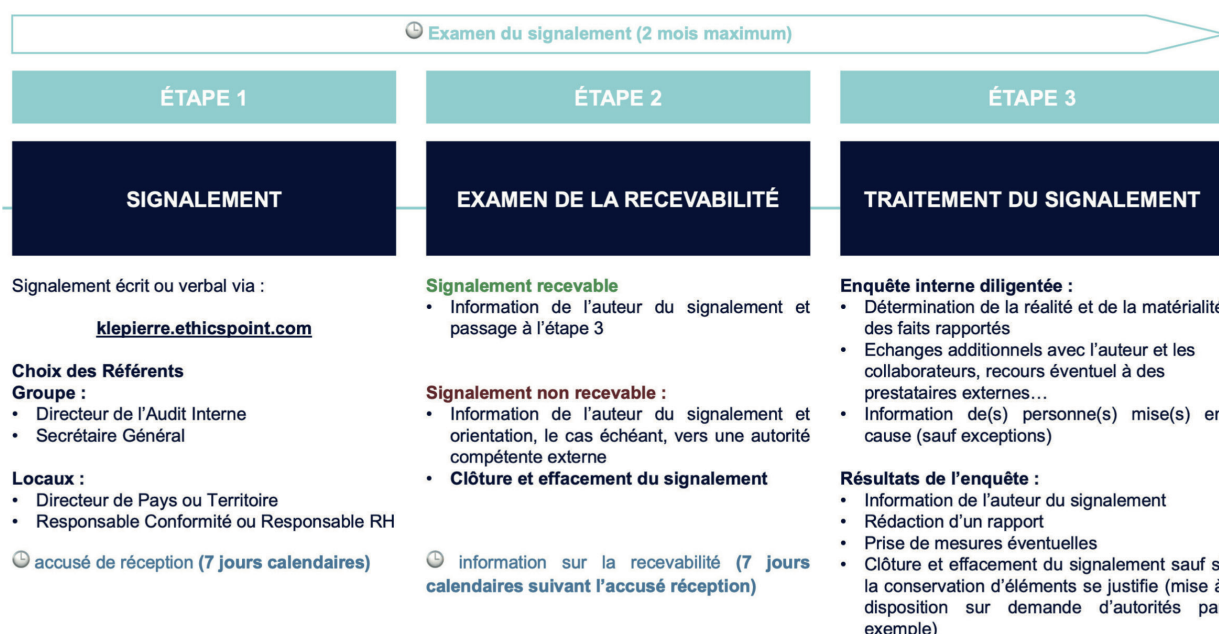 Examen du signalement (2 mois maximum)
ÉTAPE 1
SIGNALEMENT
Signalement écrit ou verbal via :
klepierre.ethicspoint.com
Choix des Référents
Groupe :
• Directeur de l'Audit Interne
• Secrétaire Général
Locaux :
• Directeur de Pays ou Territoire
• Responsable Conformité ou Responsable RH
accusé de réception (7 jours calendaires)
ÉTAPE 2
EXAMEN DE LA RECEVABILITÉ
Signalement recevable
• Information de l'auteur du signalement et
passage à l'étape 3
Signalement non recevable :
• Information de l'auteur du signalement et
orientation, le cas échéant, vers une autorité
compétente externe
• Clôture et effacement du signalement
information sur la recevabilité (7 jours
calendaires suivant l'accusé réception)
ÉTAPE 3
TRAITEMENT DU SIGNALEMENT
Enquête interne diligentée :
• Détermination de la réalité et de la matérialité
des faits rapportés
• Echanges additionnels avec l'auteur et les
collaborateurs, recours éventuel à des
prestataires externes…
• Information de(s) personne(s) mise(s) en
cause (sauf exceptions)
Résultats de l'enquête :
• Information de l'auteur du signalement
• Rédaction d'un rapport
• Prise de mesures éventuelles
• Clôture et effacement du signalement sauf s
la conservation d'éléments se justifie (mise à
disposition sur demande d'autorités pa
exemple)